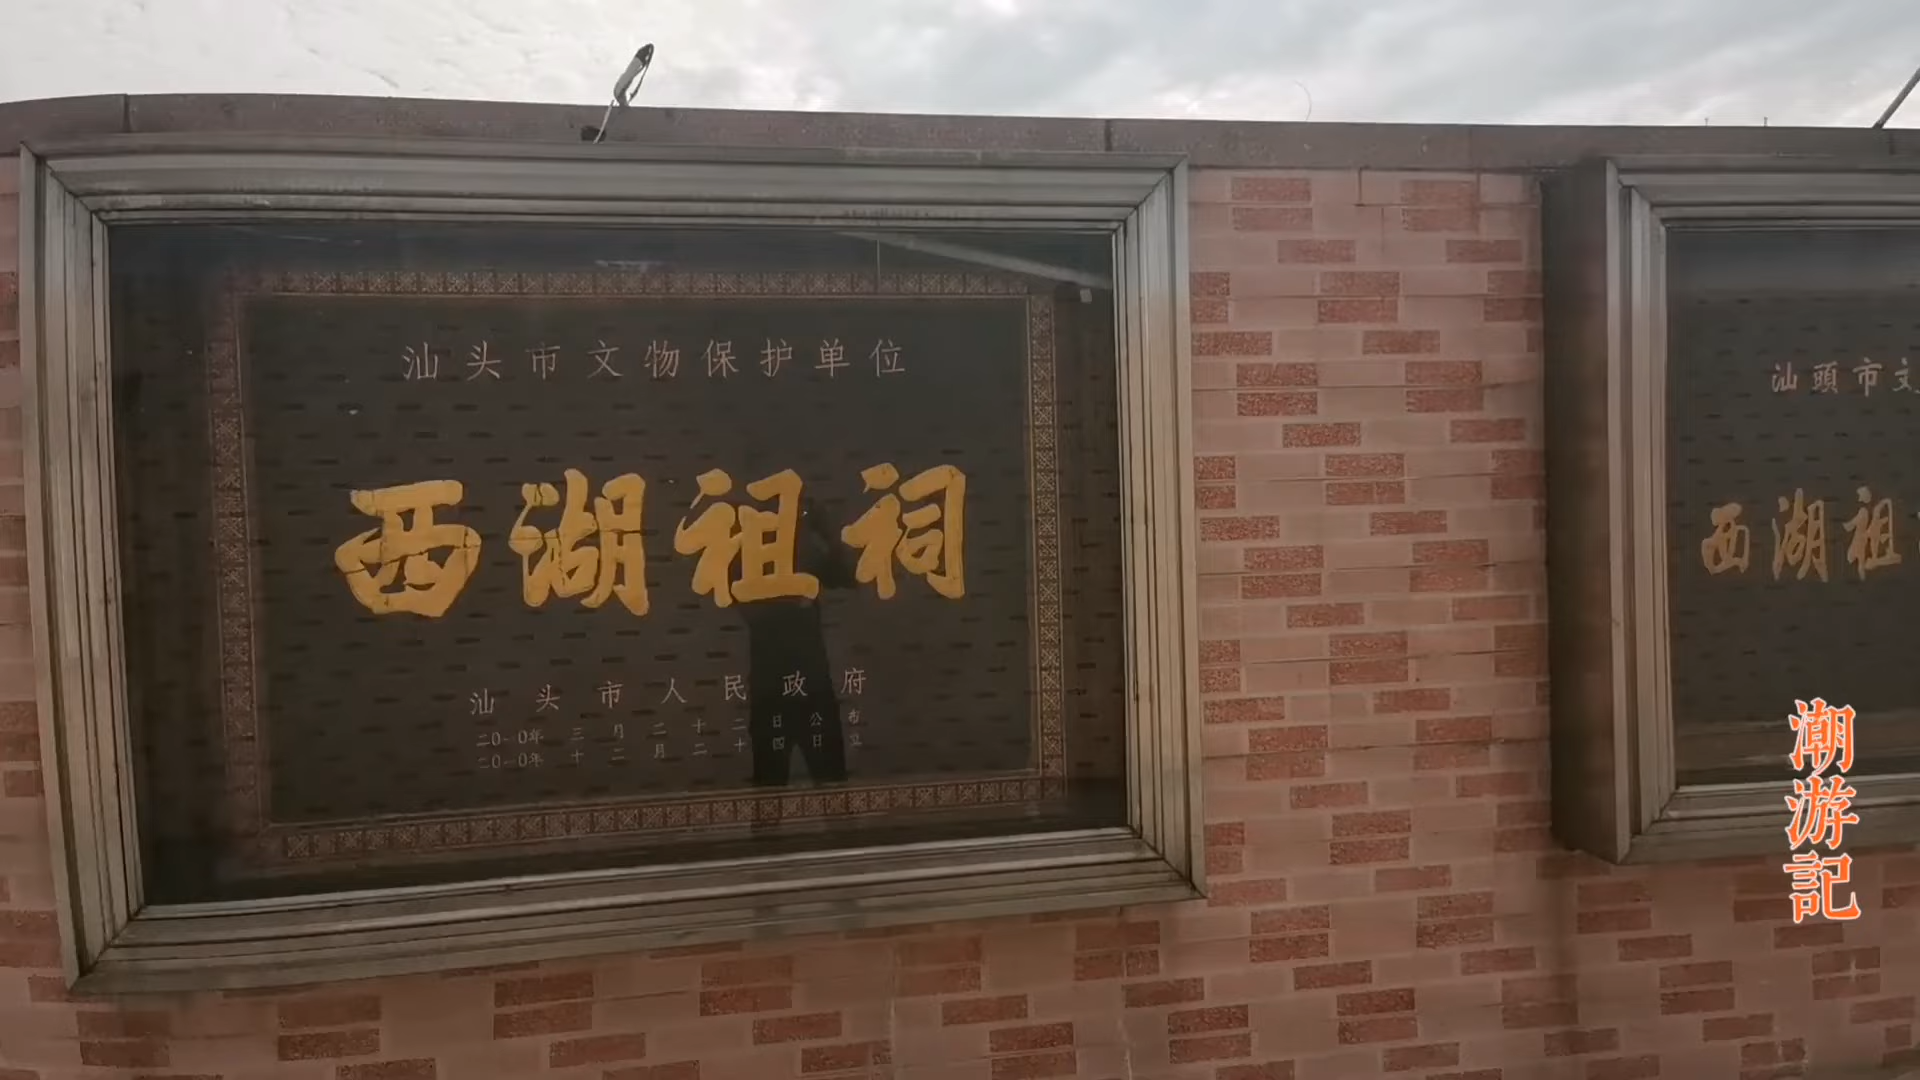 汕头市文物保护单位
西湖祖祠
汕头市人民政府
二0一0年三月二十二日公布
二0一0年十二月二十四日立
汕頭市文
西湖祖
潮游記